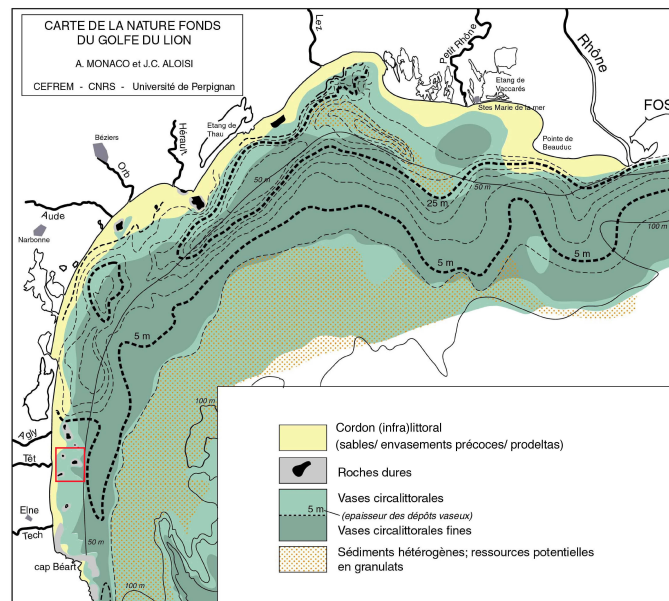 CARTE DE LA NATURE FONDS
DU GOLFE DU LION
A. MONACO et J.C. ALOISI
CEFREM - CNRS - Université de Perpignan
Lez
Petit Rhône
Rhône
Etang de
Vaccarés
Stes Marie de la mer
FOS
Pointe de
Beauduc
Béziers
Hérault
Etang de
Thau
Orb
50 m
50 m
25 m
100 m
Aude
Narbonne
5 m
5 m
5 m
Agly
Têt
Elne
Tech
100 m
50 m
cap Béarn
100 m
Cordon (infra)littoral
(sables/ envasements précoces/ prodeltas)
Roches dures
Vases circalittorales
5 m
(epaisseur des dépôts vaseux)
Vases circalittorales fines
Sédiments hétérogènes; ressources potentielles
en granulats